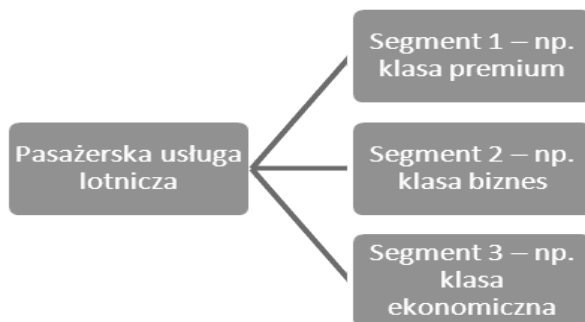 Pasażerska usługa
lotnicza
Segment 1 – np.
klasa premium
Segment 2 – np.
klasa biznes
Segment 3 – np.
klasa
ekonomiczna